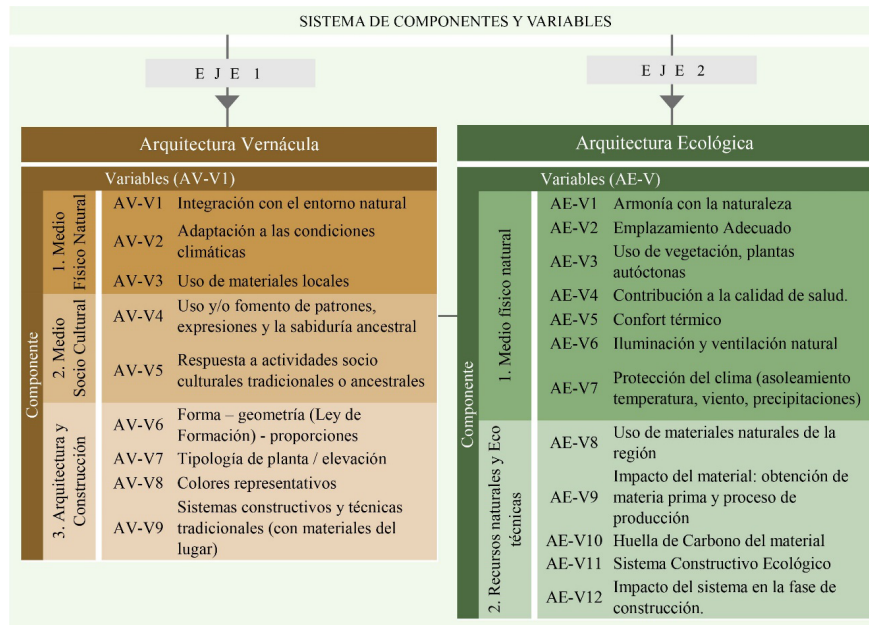 SISTEMA DE COMPONENTES Y VARIABLES
E J E 1
Arquitectura Vernácula
Componente
Variables (AV-V1)
1. Medio
Físico Natural
AV-V1 Integración con el entorno natural
AV-V2 Adaptación a las condiciones
climáticas
AV-V3 Uso de materiales locales
2. Medio
Socio Cultural
AV-V4 Uso y/o fomento de patrones,
expresiones y la sabiduría ancestral
AV-V5 Respuesta a actividades socio
culturales tradicionales o ancestrales
3. Arquitectura y
Construcción
AV-V6 Forma – geometría (Ley de
Formación) - proporciones
AV-V7 Tipología de planta / elevación
AV-V8 Colores representativos
AV-V9 Sistemas constructivos y técnicas
tradicionales (con materiales del
lugar)
E J E 2
Arquitectura Ecológica
Componente
Variables (AE-V)
1. Medio físico natural
AE-V1 Armonía con la naturaleza
AE-V2 Emplazamiento Adecuado
AE-V3 Uso de vegetación, plantas
autóctonas
AE-V4 Contribución a la calidad de salud.
AE-V5 Confort térmico
AE-V6 Iluminación y ventilación natural
AE-V7 Protección del clima (asoleamiento
temperatura, viento, precipitaciones)
2. Recursos naturales y Eco
técnicas
AE-V8 Uso de materiales naturales de la
región
AE-V9 Impacto del material: obtención de
materia prima y proceso de
producción
AE-V10 Huella de Carbono del material
AE-V11 Sistema Constructivo Ecológico
AE-V12 Impacto del sistema en la fase de
construcción.